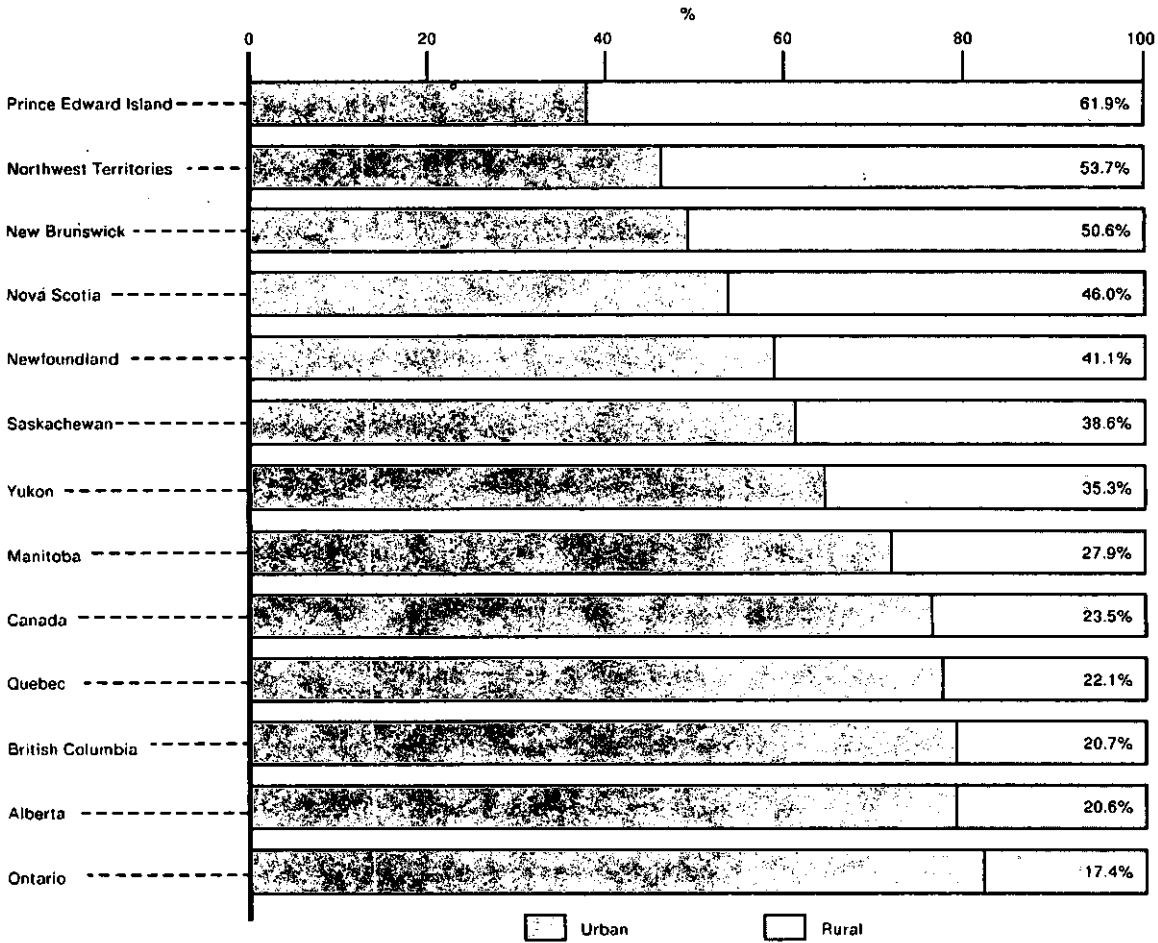 %
0 20 40 60 80 100
Prince Edward Island 61.9%
Northwest Territories 53.7%
New Brunswick 50.6%
Nová Scotia 46.0%
Newfoundland 41.1%
Saskachewan 38.6%
Yukon 35.3%
Manitoba 27.9%
Canada 23.5%
Quebec 22.1%
British Columbia 20.7%
Alberta 20.6%
Ontario 17.4%
Urban Rural